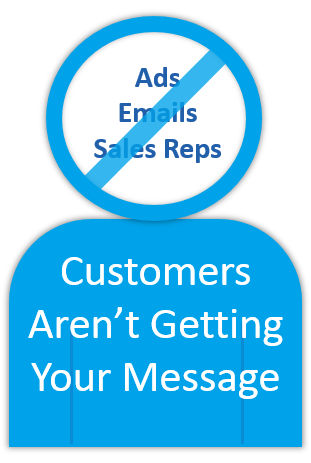 Ads
Emails
Sales Reps
Customers
Aren’t Getting
Your Message